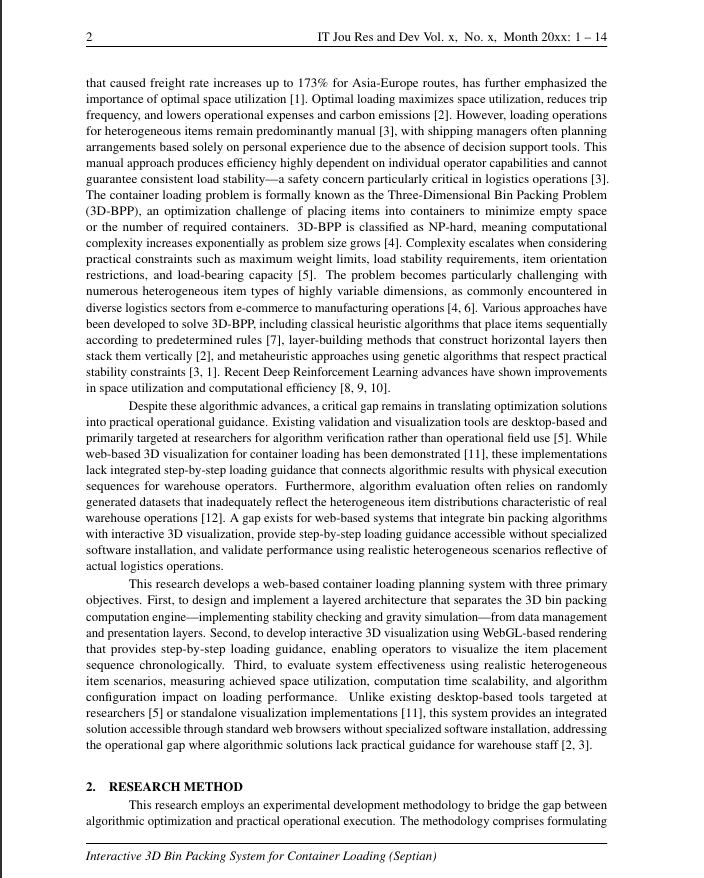 2 IT Jou Res and Dev Vol. x, No. x, Month 20xx: 1 – 14
that caused freight rate increases up to 173% for Asia-Europe routes, has further emphasized the
importance of optimal space utilization [1]. Optimal loading maximizes space utilization, reduces trip
frequency, and lowers operational expenses and carbon emissions [2]. However, loading operations
for heterogeneous items remain predominantly manual [3], with shipping managers often planning
arrangements based solely on personal experience due to the absence of decision support tools. This
manual approach produces efficiency highly dependent on individual operator capabilities and cannot
guarantee consistent load stability—a safety concern particularly critical in logistics operations [3].
The container loading problem is formally known as the Three-Dimensional Bin Packing Problem
(3D-BPP), an optimization challenge of placing items into containers to minimize empty space
or the number of required containers. 3D-BPP is classified as NP-hard, meaning computational
complexity increases exponentially as problem size grows [4]. Complexity escalates when considering
practical constraints such as maximum weight limits, load stability requirements, item orientation
restrictions, and load-bearing capacity [5]. The problem becomes particularly challenging with
numerous heterogeneous item types of highly variable dimensions, as commonly encountered in
diverse logistics sectors from e-commerce to manufacturing operations [4, 6]. Various approaches have
been developed to solve 3D-BPP, including classical heuristic algorithms that place items sequentially
according to predetermined rules [7], layer-building methods that construct horizontal layers then
stack them vertically [2], and metaheuristic approaches using genetic algorithms that respect practical
stability constraints [3, 1]. Recent Deep Reinforcement Learning advances have shown improvements
in space utilization and computational efficiency [8, 9, 10].
Despite these algorithmic advances, a critical gap remains in translating optimization solutions
into practical operational guidance. Existing validation and visualization tools are desktop-based and
primarily targeted at researchers for algorithm verification rather than operational field use [5]. While
web-based 3D visualization for container loading has been demonstrated [11], these implementations
lack integrated step-by-step loading guidance that connects algorithmic results with physical execution
sequences for warehouse operators. Furthermore, algorithm evaluation often relies on randomly
generated datasets that inadequately reflect the heterogeneous item distributions characteristic of real
warehouse operations [12]. A gap exists for web-based systems that integrate bin packing algorithms
with interactive 3D visualization, provide step-by-step loading guidance accessible without specialized
software installation, and validate performance using realistic heterogeneous scenarios reflective of
actual logistics operations.
This research develops a web-based container loading planning system with three primary
objectives. First, to design and implement a layered architecture that separates the 3D bin packing
computation engine—implementing stability checking and gravity simulation—from data management
and presentation layers. Second, to develop interactive 3D visualization using WebGL-based rendering
that provides step-by-step loading guidance, enabling operators to visualize the item placement
sequence chronologically. Third, to evaluate system effectiveness using realistic heterogeneous
item scenarios, measuring achieved space utilization, computation time scalability, and algorithm
configuration impact on loading performance. Unlike existing desktop-based tools targeted at
researchers [5] or standalone visualization implementations [11], this system provides an integrated
solution accessible through standard web browsers without specialized software installation, addressing
the operational gap where algorithmic solutions lack practical guidance for warehouse staff [2, 3].
2. RESEARCH METHOD
This research employs an experimental development methodology to bridge the gap between
algorithmic optimization and practical operational execution. The methodology comprises formulating
Interactive 3D Bin Packing System for Container Loading (Septian)